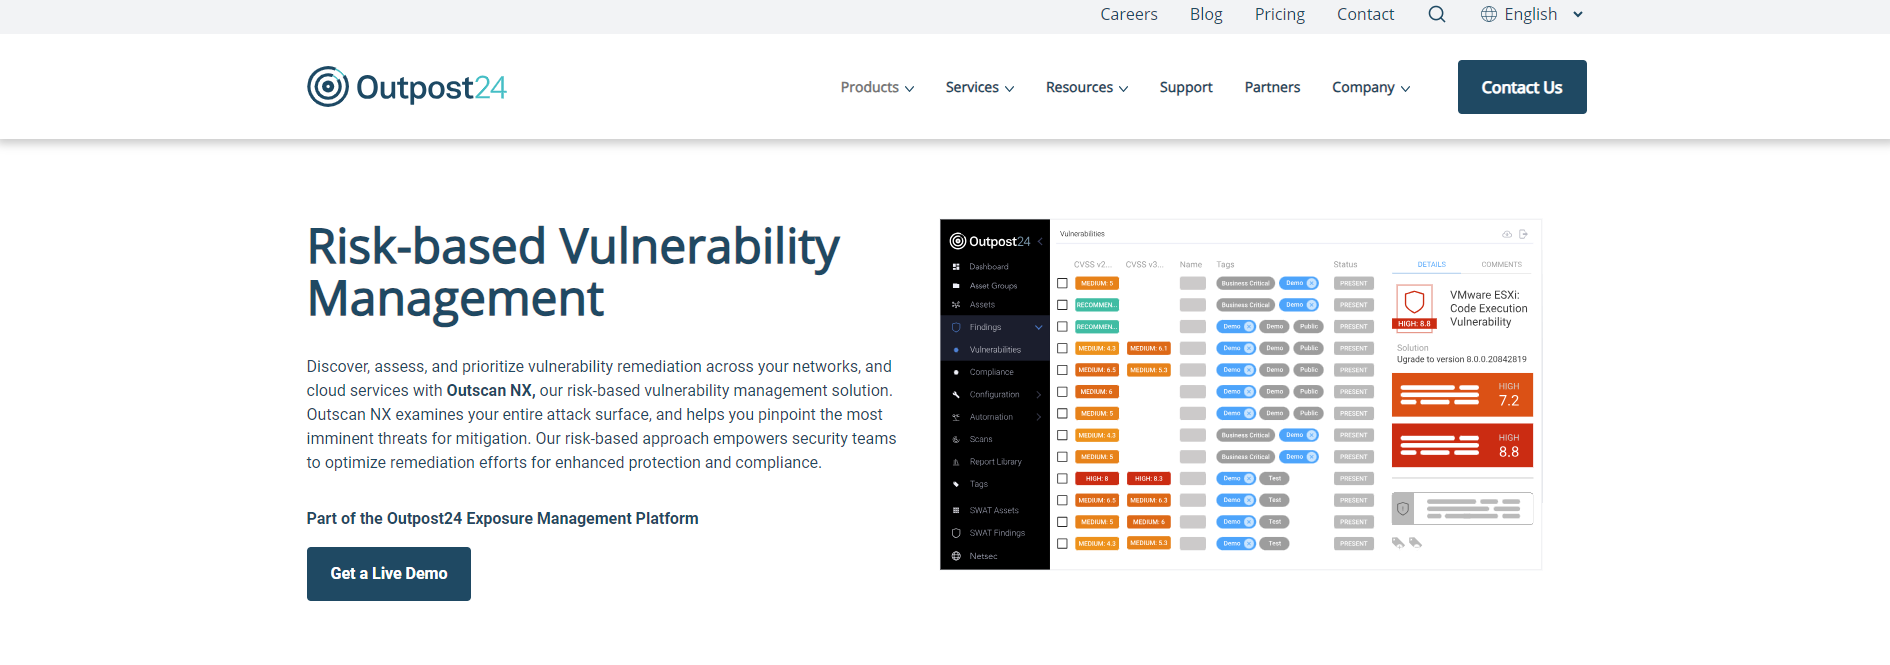 Careers Blog Pricing Contact English
Outpost24
Products Services Resources Support Partners Company Contact Us
Risk-based Vulnerability
Management
Discover, assess, and prioritize vulnerability remediation across your networks, and
cloud services with Outscan NX, our risk-based vulnerability management solution.
Outscan NX examines your entire attack surface, and helps you pinpoint the most
imminent threats for mitigation. Our risk-based approach empowers security teams
to optimize remediation efforts for enhanced protection and compliance.
Part of the Outpost24 Exposure Management Platform
Get a Live Demo
Outpost24
Dashboard
Asset Groups
Assets
Findings
Vulnerabilities
Compliance
Configuration
Automation
Scans
Report Library
Tags
SWAT Assets
SWAT Findings
Netsec
Vulnerabilities
CVSS v2... CVSS v3... Name Tags Status
MEDIUM: 5 Business Critical Demo PRESENT
RECOMMEN... Business Critical Demo PRESENT
RECOMMEN... Demo Demo Public PRESENT
MEDIUM: 4.3 MEDIUM: 6.1 Demo Demo Public PRESENT
MEDIUM: 6.5 MEDIUM: 5.3 Demo Demo Public PRESENT
MEDIUM: 6 Demo Demo Public PRESENT
MEDIUM: 5 Demo Demo Public PRESENT
MEDIUM: 4.3 Business Critical Demo PRESENT
MEDIUM: 5 Business Critical Demo PRESENT
HIGH: 8 HIGH: 8.3 Demo Test PRESENT
MEDIUM: 6.5 MEDIUM: 6.3 Demo Test PRESENT
MEDIUM: 5 MEDIUM: 6 Demo Test PRESENT
MEDIUM: 4.3 MEDIUM: 5.3 Demo Test PRESENT
DETAILS COMMENTS
HIGH: 8.8
VMware ESXi:
Code Execution
Vulnerability
Solution
Ugrade to version 8.0.0.20842819
HIGH
7.2
HIGH
8.8